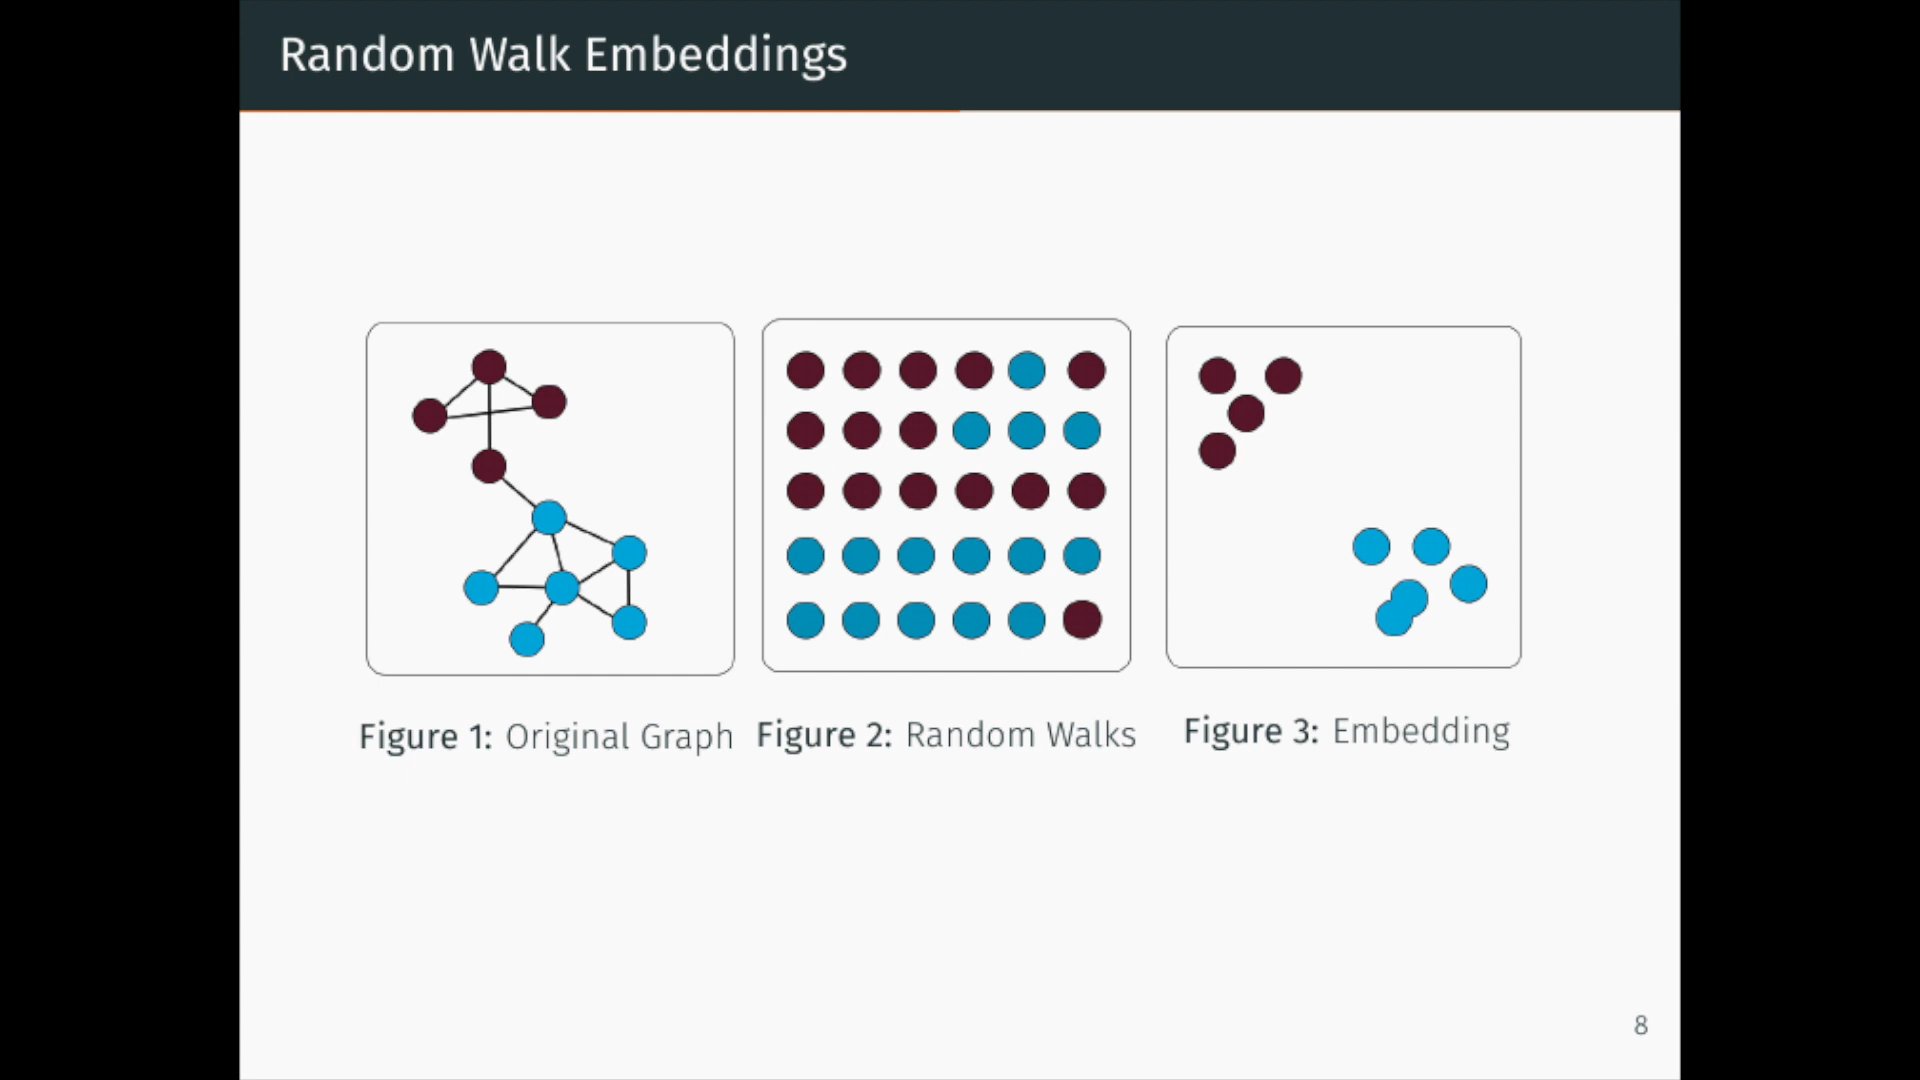 Random Walk Embeddings
Figure 1: Original Graph
Figure 2: Random Walks
Figure 3: Embedding
8